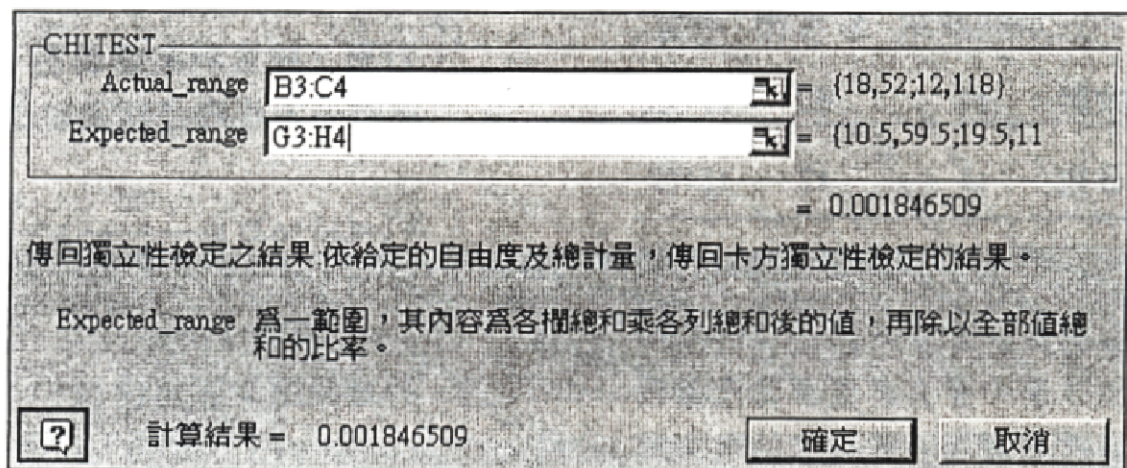 CHITEST
Actual_range B3:C4 = {18,52;12,118}
Expected_range G3:H4 = {10.5,59.5;19.5,11
= 0.001846509
傳回獨立性檢定之結果 依給定的自由度及總計量，傳回卡方獨立性檢定的結果。
Expected_range 為一範圍，其內容為各欄總和乘各列總和後的值，再除以全部值總
和的比率。
計算結果 = 0.001846509 確定 取消